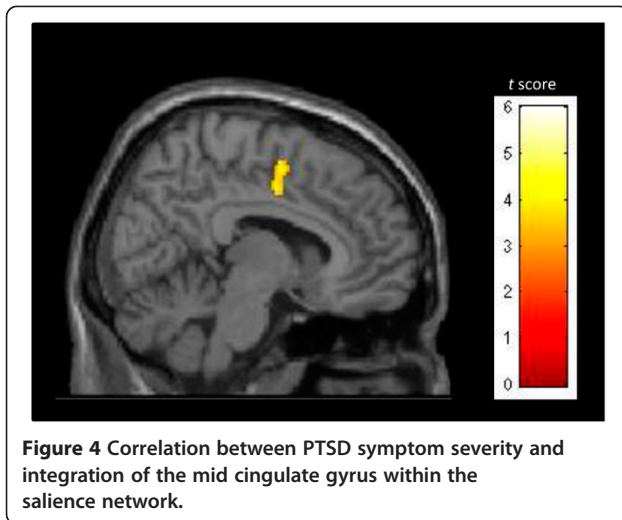 t score
6
5
4
3
2
1
0
Figure 4 Correlation between PTSD symptom severity and
integration of the mid cingulate gyrus within the
salience network.